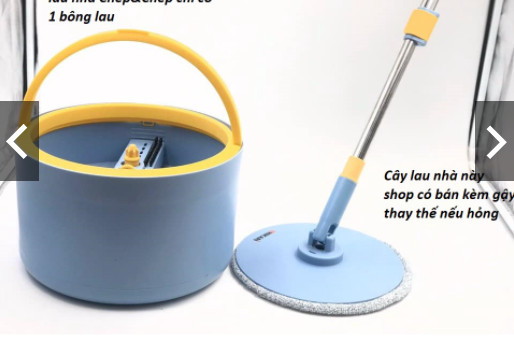 1 bông lau
Cây lau nhà này
shop có bán kèm gậy
thay thế nếu hỏng